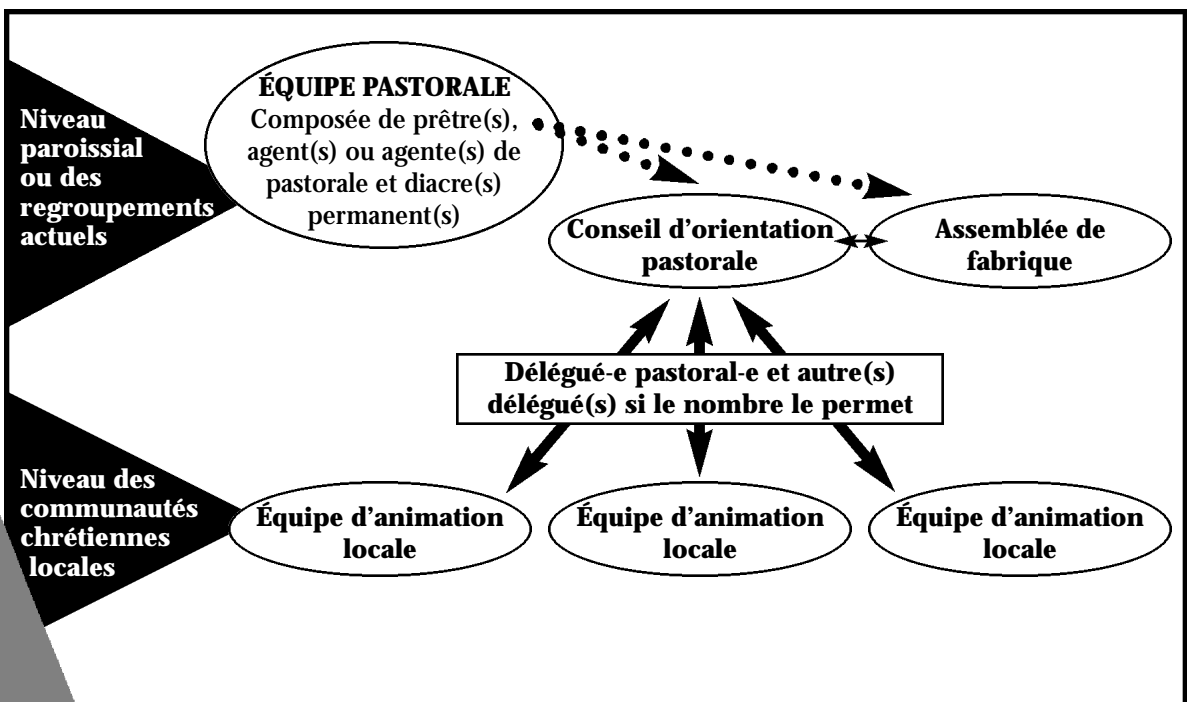 Niveau
paroissial
ou des
regroupements
actuels
ÉQUIPE PASTORALE
Composée de prêtre(s),
agent(s) ou agente(s) de
pastorale et diacre(s)
permanent(s)
Conseil d'orientation
pastorale
Assemblée de
fabrique
Délégué-e pastoral-e et autre(s)
délégué(s) si le nombre le permet
Niveau des
communautés
chrétiennes
locales
Équipe d'animation
locale
Équipe d'animation
locale
Équipe d'animation
locale